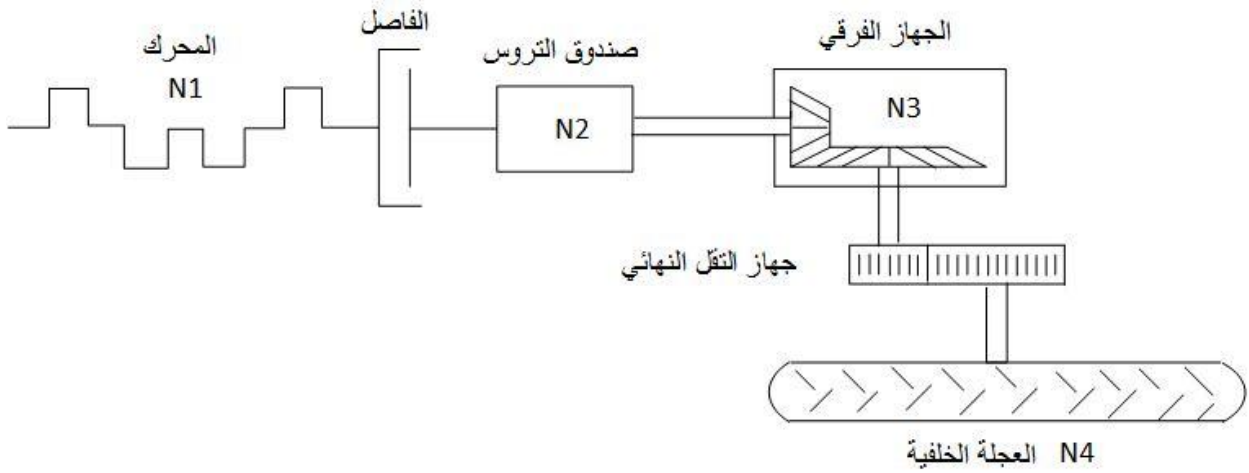 المحرك
N1
الفاصل
صندوق التروس
N2
الجهاز الفرقي
N3
جهاز النقل النهائي
العجلة الخلفية N4